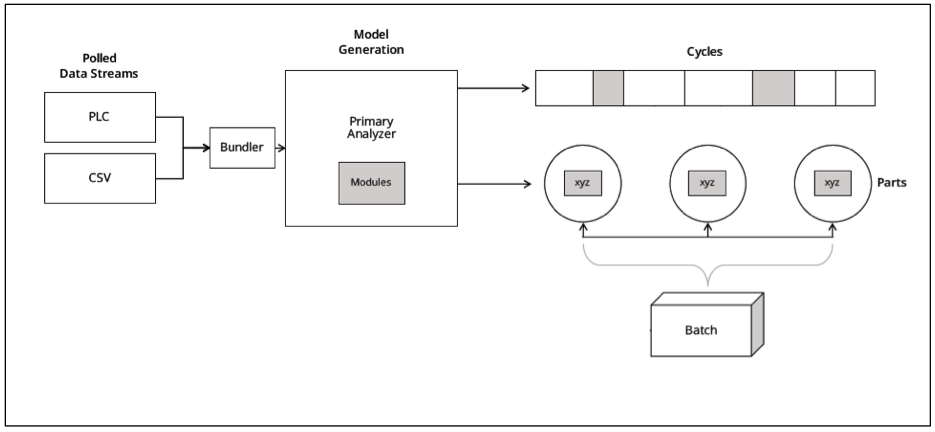 Polled
Data Streams
PLC
CSV
Bundler
Model
Generation
Primary
Analyzer
Modules
Cycles
xyz
xyz
xyz
Parts
Batch